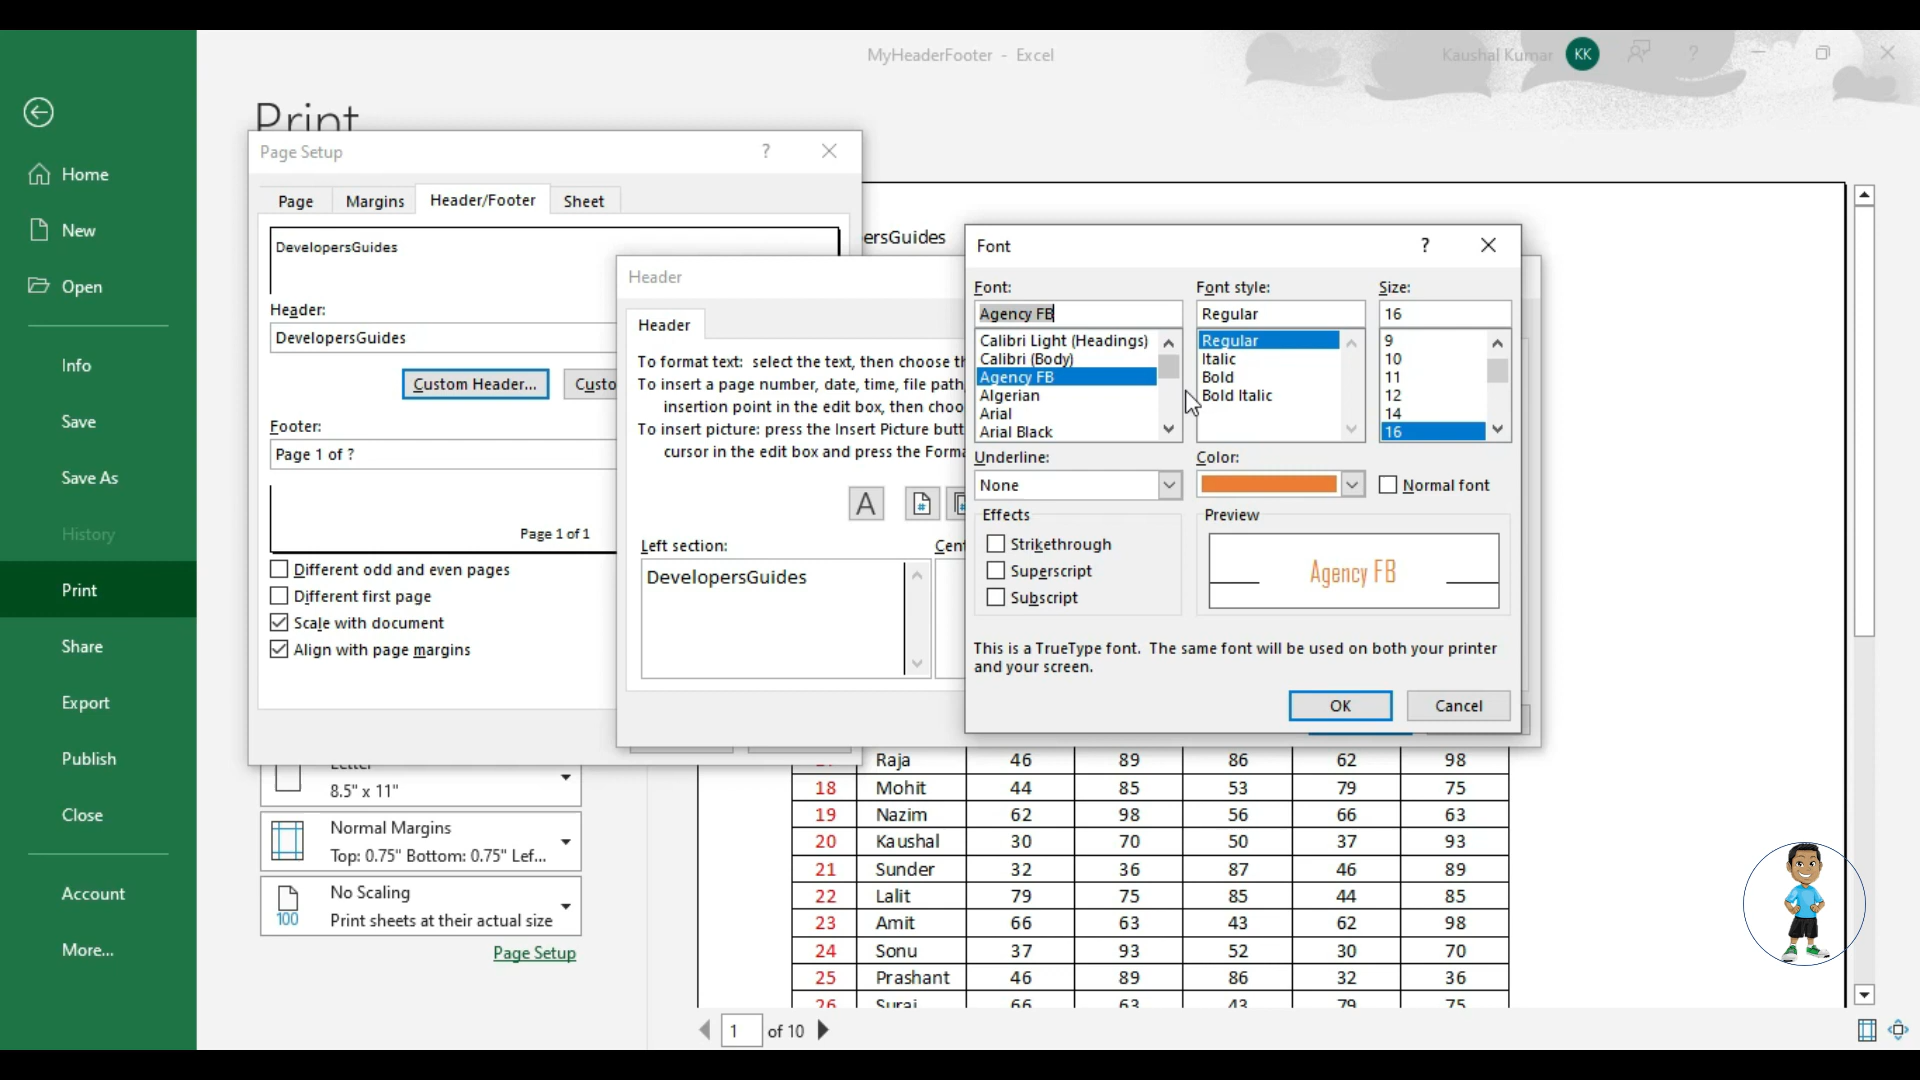 MyHeaderFooter - Excel
Kaushal Kumar
KK
?
Print
Home
New
Open
Info
Save
Save As
History
Print
Share
Export
Publish
Close
Account
More...
Page Setup
?
Page
Margins
Header/Footer
Sheet
DevelopersGuides
Header:
DevelopersGuides
Custom Header...
Custo
Footer:
Page 1 of ?
Page 1 of 1
Different odd and even pages
Different first page
Scale with document
Align with page margins
ersGuides
Header
Header
To format text: select the text, then choose th
To insert a page number, date, time, file path
insertion point in the edit box, then choo
To insert picture: press the Insert Picture butt
cursor in the edit box and press the Forma
A
Left section:
Cent
DevelopersGuides
Font
?
Font:
Font style:
Size:
Agency FB
Regular
16
Calibri Light (Headings)
Calibri (Body)
Agency FB
Algerian
Arial
Arial Black
Regular
Italic
Bold
Bold Italic
9
10
11
12
14
16
Underline:
Color:
None
Normal font
Effects
Strikethrough
Superscript
Subscript
Preview
Agency FB
This is a TrueType font. The same font will be used on both your printer
and your screen.
OK
Cancel
Letter
8.5" x 11"
Normal Margins
Top: 0.75" Bottom: 0.75" Lef...
No Scaling
100
Print sheets at their actual size
Page Setup
Raja 46 89 86 62 98
18 Mohit 44 85 53 79 75
19 Nazim 62 98 56 66 63
20 Kaushal 30 70 50 37 93
21 Sunder 32 36 87 46 89
22 Lalit 79 75 85 44 85
23 Amit 66 63 43 62 98
24 Sonu 37 93 52 30 70
25 Prashant 46 89 86 32 36
26 Suraj 66 63 43 79 75
1 of 10